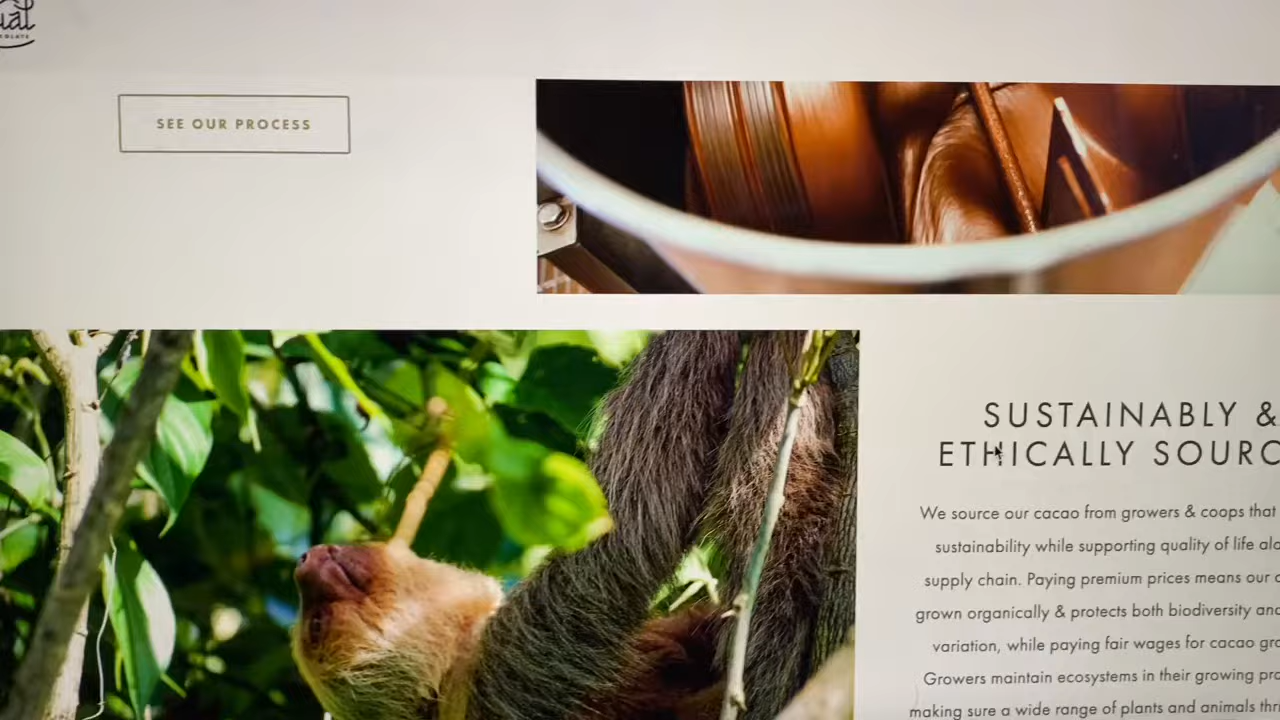 SEE OUR PROCESS
SUSTAINABLY &
ETHICALLY SOURC
We source our cacao from growers & coops that
sustainability while supporting quality of life alo
supply chain. Paying premium prices means our
grown organically & protects both biodiversity and
variation, while paying fair wages for cacao gro
Growers maintain ecosystems in their growing pro
making sure a wide range of plants and animals thri